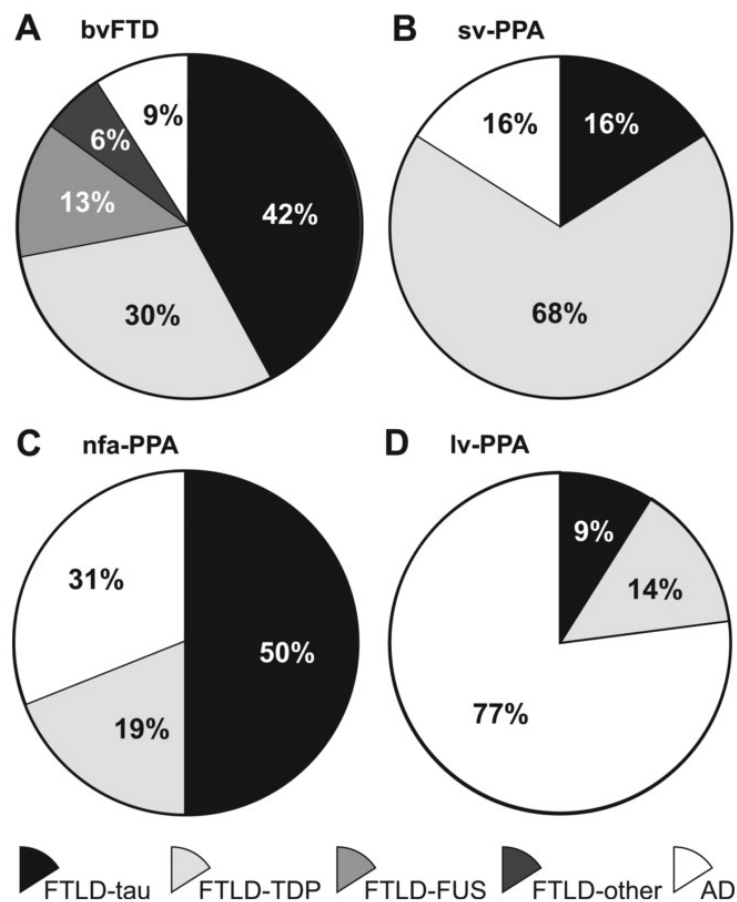 A bvFTD
9%
6%
13%
42%
30%
B sv-PPA
16% 16%
68%
C nfa-PPA
31%
50%
19%
D lv-PPA
9%
14%
77%
FTLD-tau FTLD-TDP FTLD-FUS FTLD-other AD